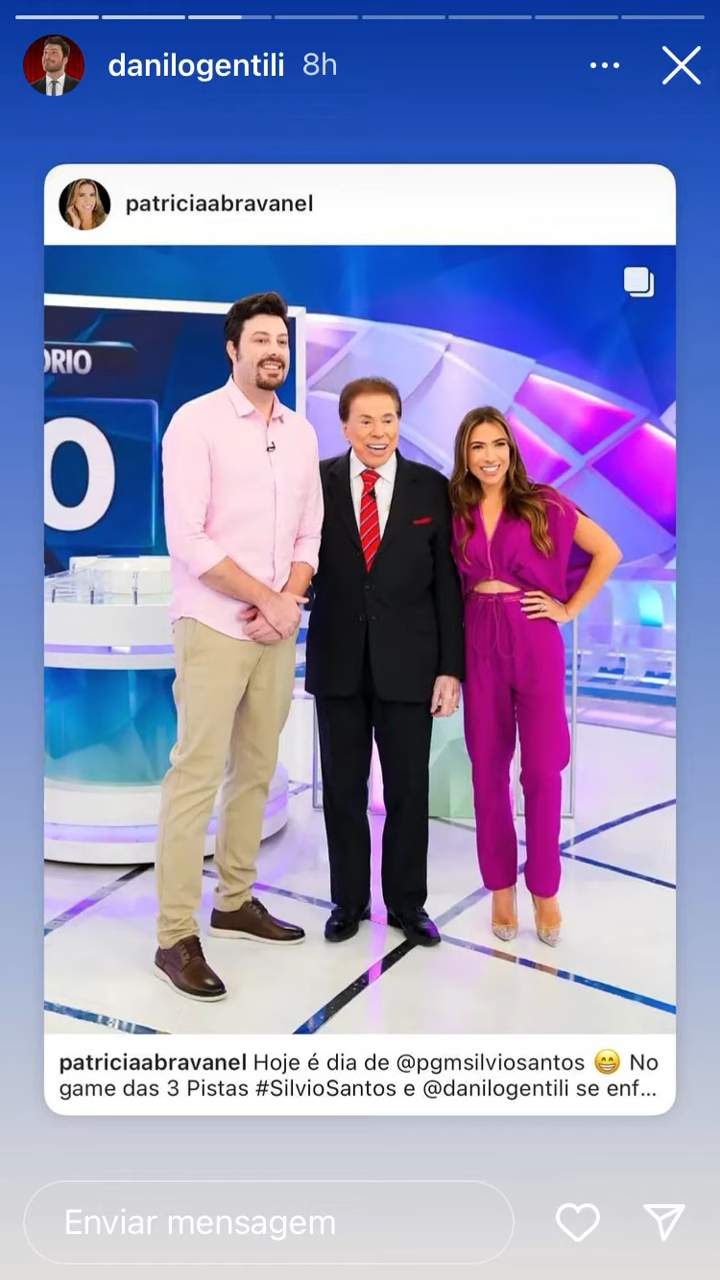 danilogentili 8h
patriciaabravanel
ÓRIO
0
patriciaabravanel Hoje é dia de @pgmsilviosantos 😁 No
game das 3 Pistas #SilvioSantos e @danilogentili se enf...
Enviar mensagem